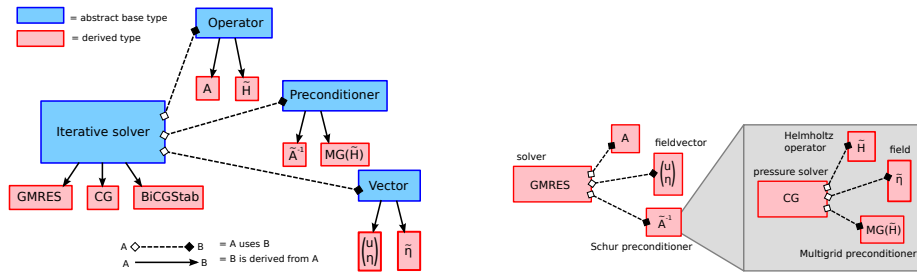 = abstract base type
= derived type
Operator
A
H̃
Preconditioner
Ã⁻¹
MG(H̃)
Iterative solver
GMRES
CG
BiCGStab
Vector
(u
η)
η̃
A B = A uses B
A B = B is derived from A
solver
GMRES
A
fieldvector
(u
η)
Ã⁻¹
Schur preconditioner
Helmholtz
operator
H̃
field
η̃
pressure solver
CG
MG(H̃)
Multigrid preconditioner